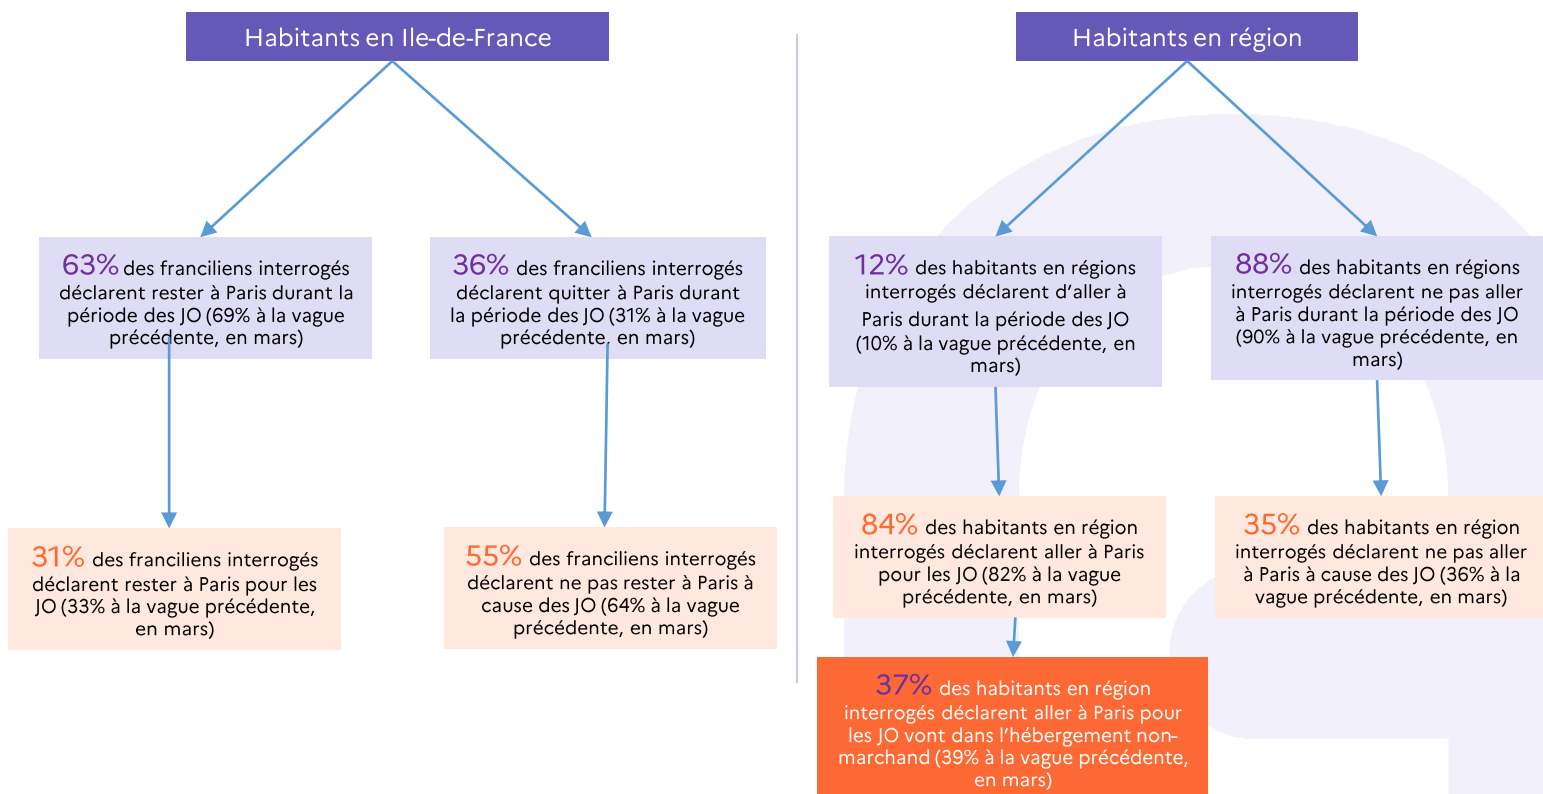 Habitants en Ile-de-France
63% des franciliens interrogés
déclarent rester à Paris durant la
période des JO (69% à la vague
précédente, en mars)
36% des franciliens interrogés
déclarent quitter à Paris durant
la période des JO (31% à la vague
précédente, en mars)
31% des franciliens interrogés
déclarent rester à Paris pour les
JO (33% à la vague précédente,
en mars)
55% des franciliens interrogés
déclarent ne pas rester à Paris à
cause des JO (64% à la vague
précédente, en mars)
Habitants en région
12% des habitants en régions
interrogés déclarent d’aller à
Paris durant la période des JO
(10% à la vague précédente, en
mars)
88% des habitants en régions
interrogés déclarent ne pas aller
à Paris durant la période des JO
(90% à la vague précédente, en
mars)
84% des habitants en région
interrogés déclarent aller à Paris
pour les JO (82% à la vague
précédente, en mars)
35% des habitants en région
interrogés déclarent ne pas aller
à Paris à cause des JO (36% à la
vague précédente, en mars)
37% des habitants en région
interrogés déclarent aller à Paris pour
les JO vont dans l’hébergement non-
marchand (39% à la vague précédente,
en mars)